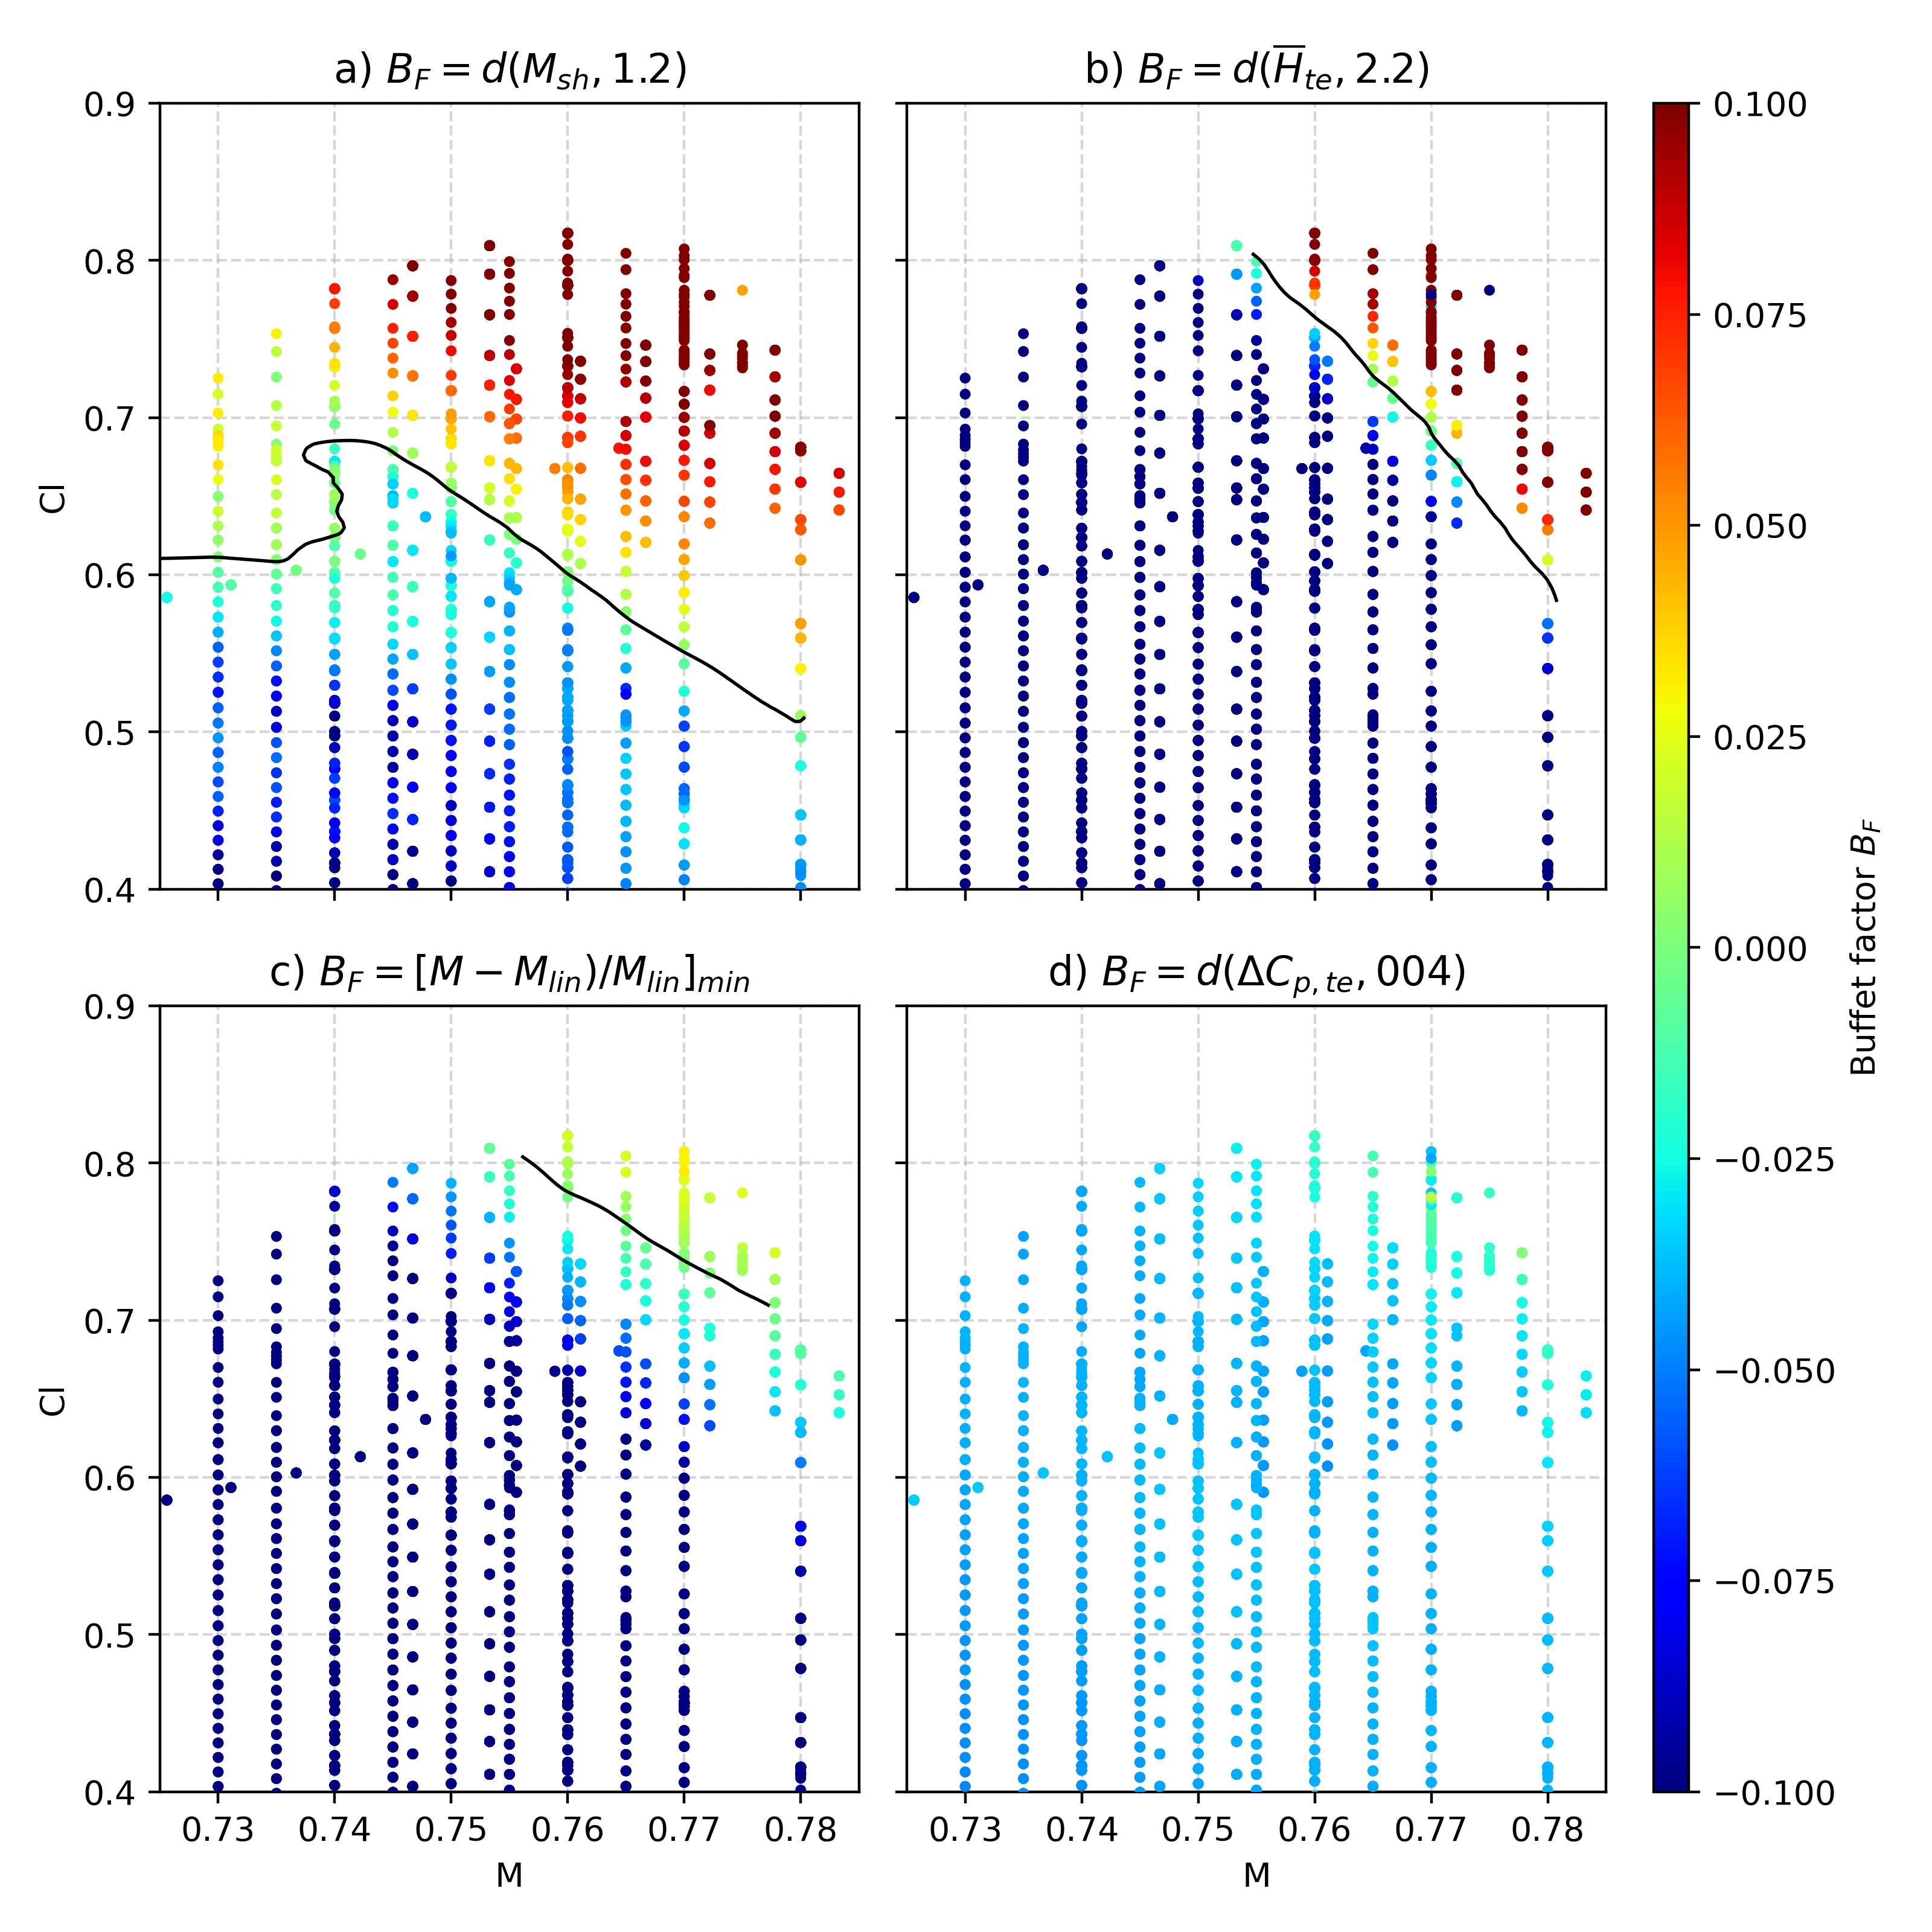 a) B_F = d(M_sh, 1.2)
b) B_F = d(H̅_te, 2.2)
0.9
0.8
0.7
0.6
0.5
0.4
Cl
c) B_F = [M − M_lin)/M_lin]_min
d) B_F = d(ΔC_p,te, 004)
0.9
0.8
0.7
0.6
0.5
0.4
Cl
0.73 0.74 0.75 0.76 0.77 0.78
M
0.73 0.74 0.75 0.76 0.77 0.78
M
0.100
0.075
0.050
0.025
0.000
−0.025
−0.050
−0.075
−0.100
Buffet factor B_F